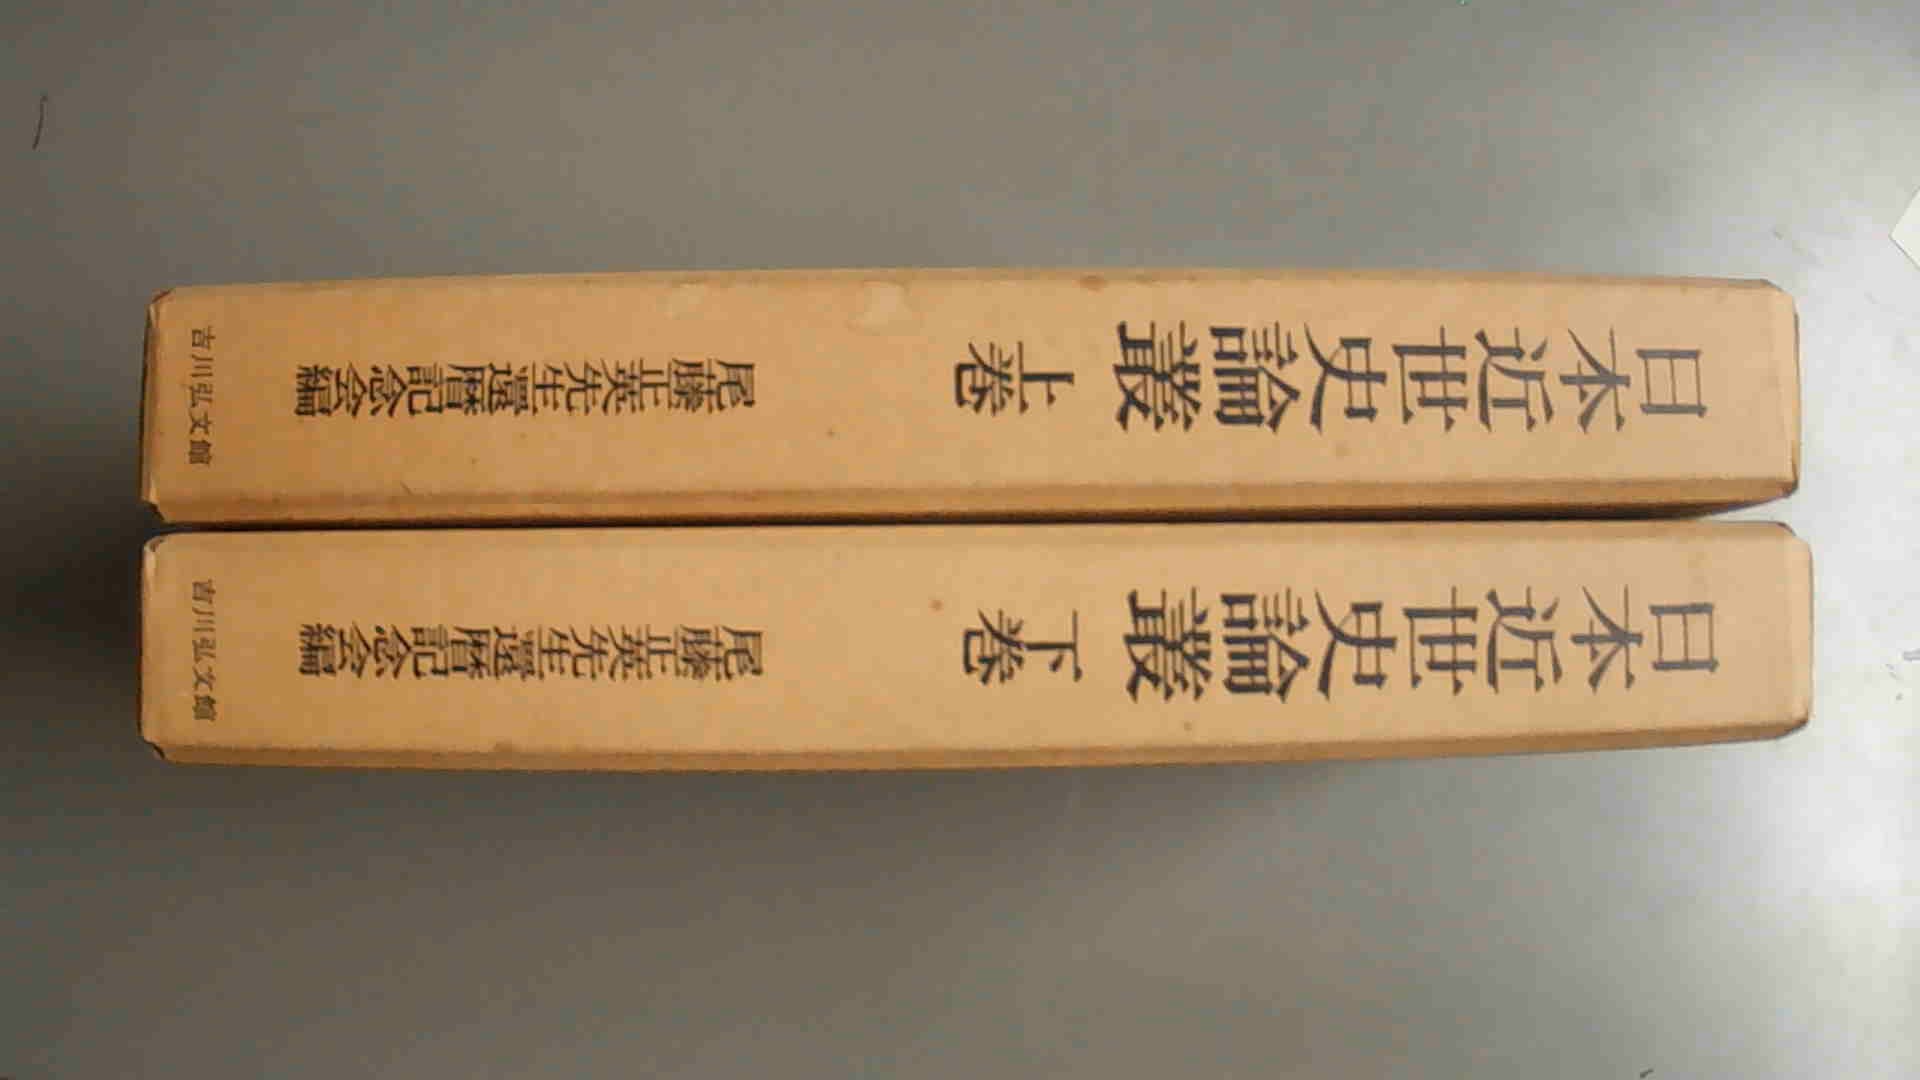 日本近世史論叢 上巻
尾藤正英先生還暦記念会編
吉川弘文館
日本近世史論叢 下巻
尾藤正英先生還暦記念会編
吉川弘文館